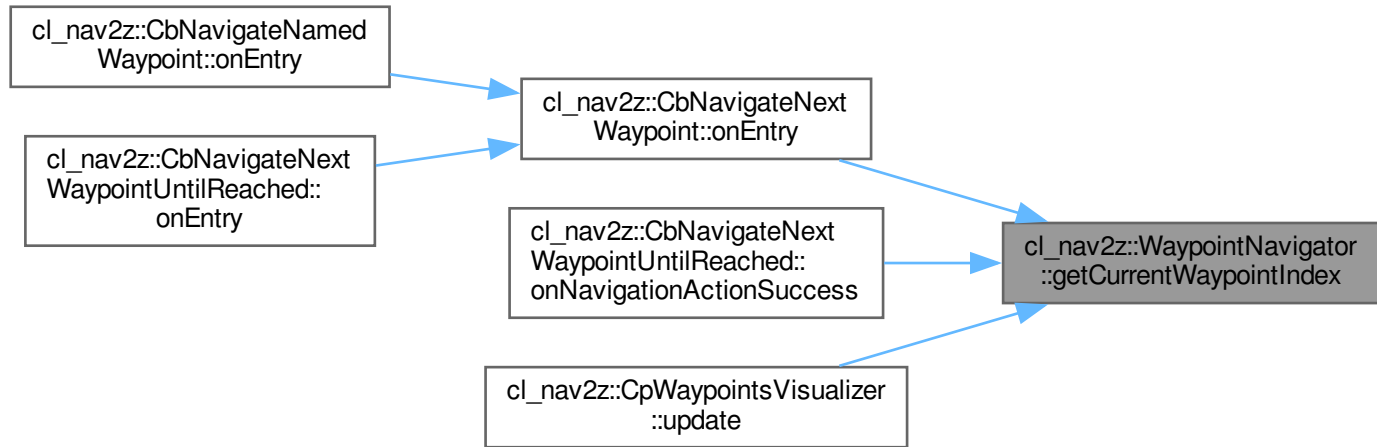 cl_nav2z::CbNavigateNamed
Waypoint::onEntry
cl_nav2z::CbNavigateNext
WaypointUntilReached::
onEntry
cl_nav2z::CbNavigateNext
Waypoint::onEntry
cl_nav2z::CbNavigateNext
WaypointUntilReached::
onNavigationActionSuccess
cl_nav2z::CpWaypointsVisualizer
::update
cl_nav2z::WaypointNavigator
::getCurrentWaypointIndex